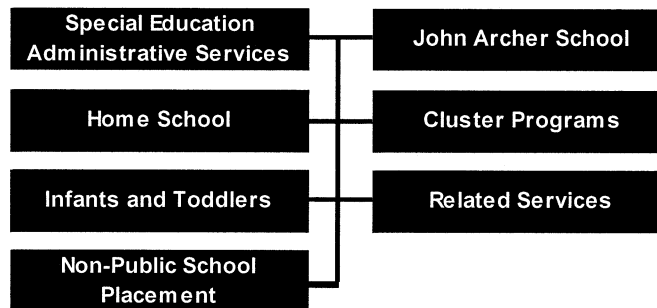 Special Education
Administrative Services
John Archer School
Home School
Cluster Programs
Infants and Toddlers
Related Services
Non-Public School
Placement